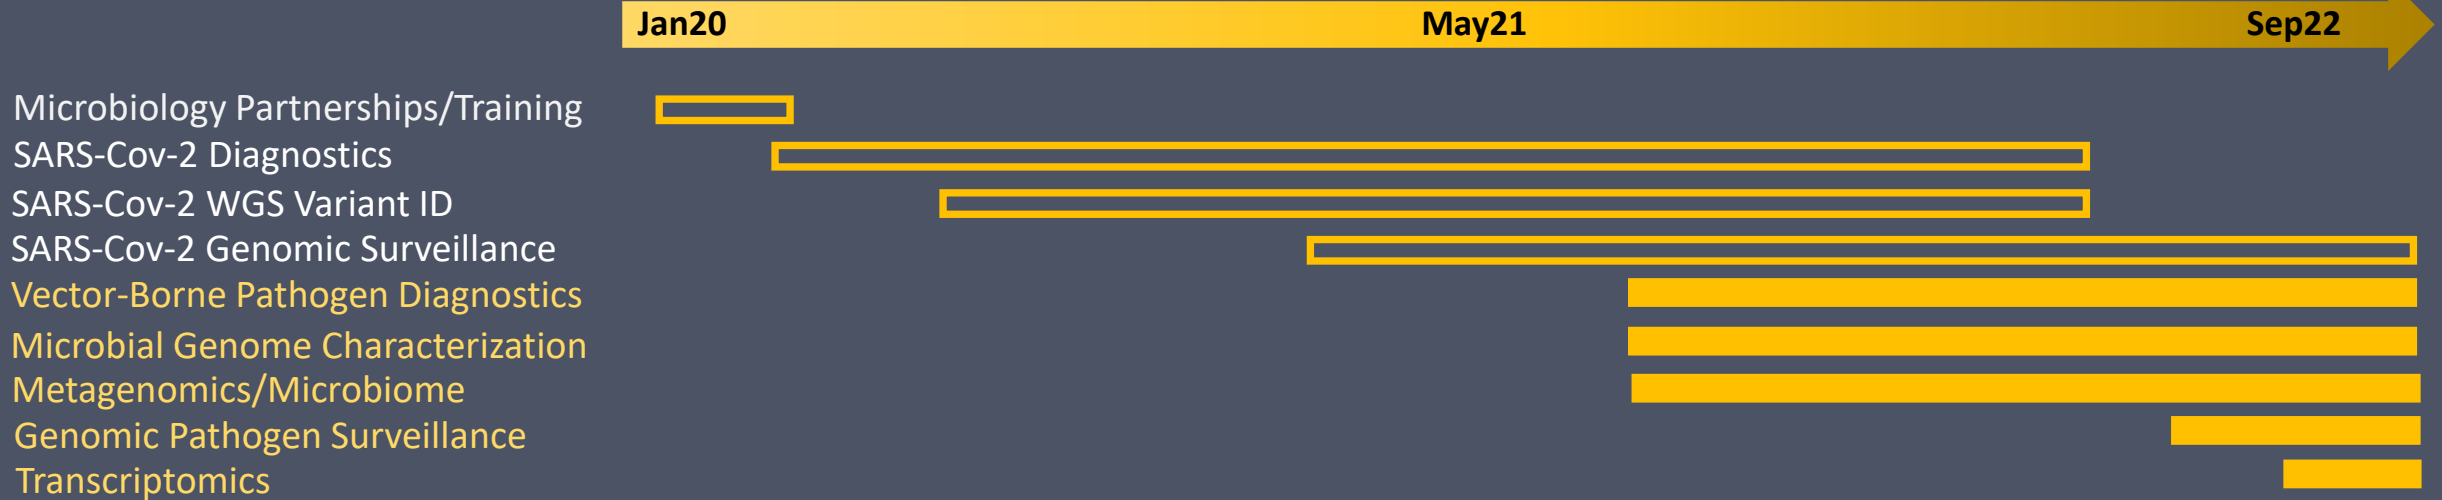 Jan20 May21 Sep22
Microbiology Partnerships/Training
SARS-Cov-2 Diagnostics
SARS-Cov-2 WGS Variant ID
SARS-Cov-2 Genomic Surveillance
Vector-Borne Pathogen Diagnostics
Microbial Genome Characterization
Metagenomics/Microbiome
Genomic Pathogen Surveillance
Transcriptomics